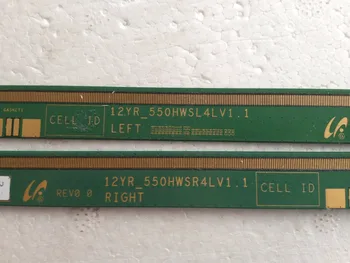 CELL ID
12YR_550HWSL4LV1.1
LEFT
REV0.0
12YR_550HWSR4LV1.1
RIGHT
CELL ID